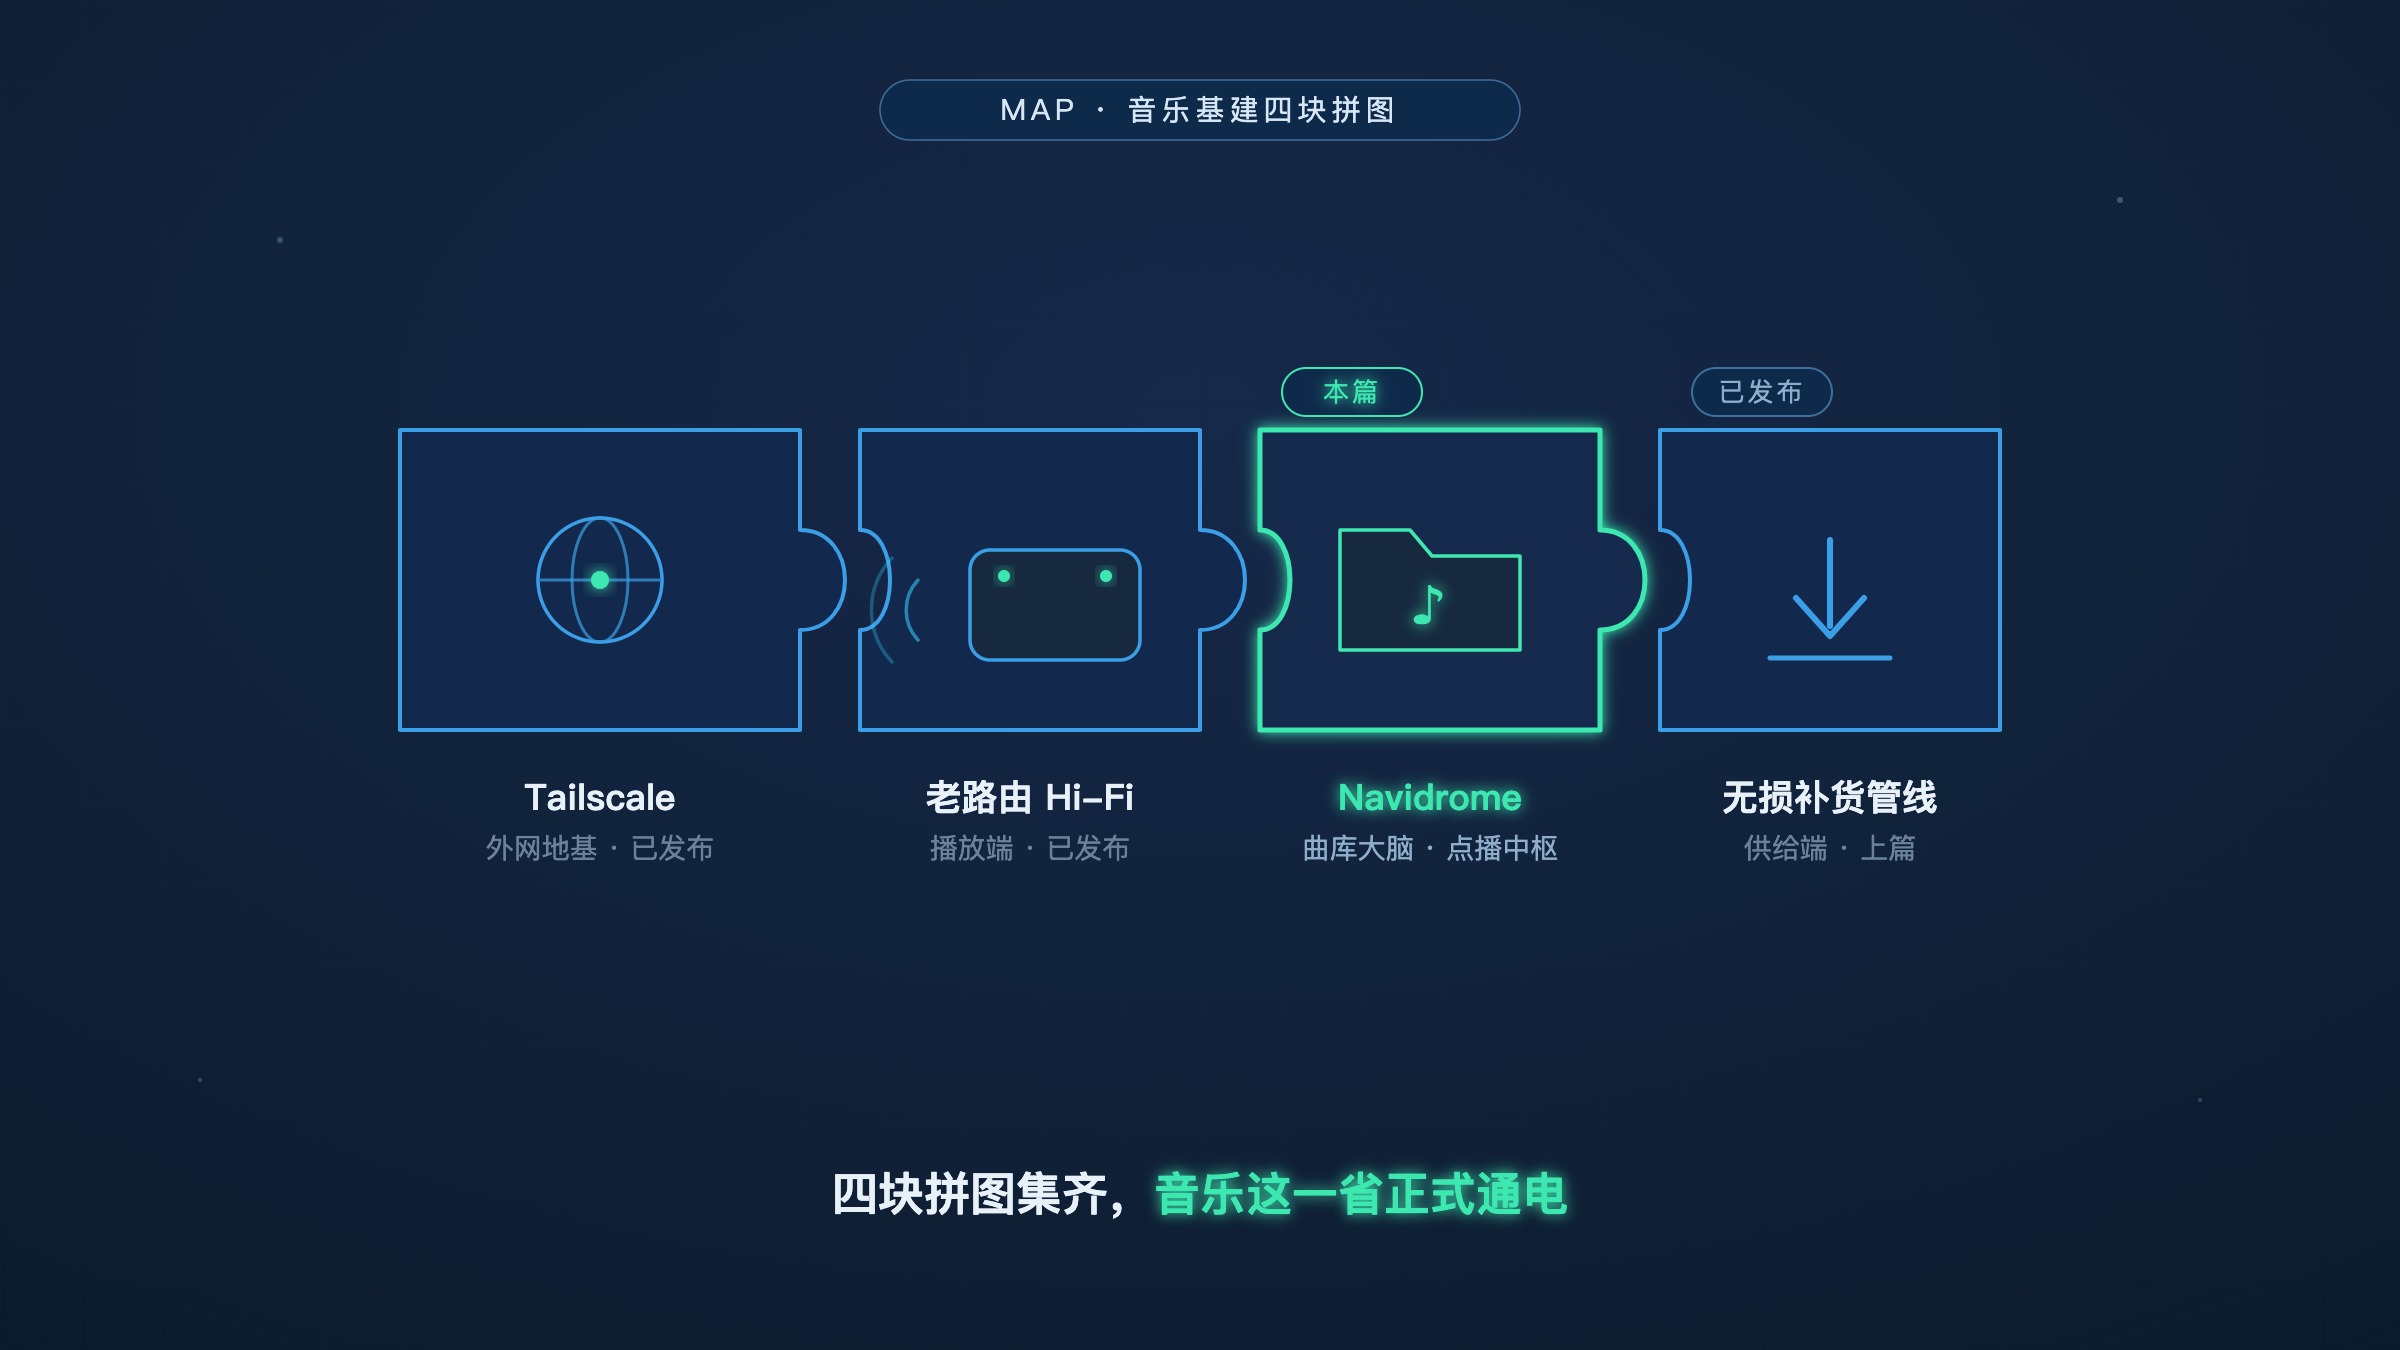 MAP · 音乐基建四块拼图
本篇
已发布
Tailscale
外网地基 · 已发布
老路由 Hi-Fi
播放端 · 已发布
Navidrome
曲库大脑 · 点播中枢
无损补货管线
供给端 · 上篇
四块拼图集齐，音乐这一省正式通电